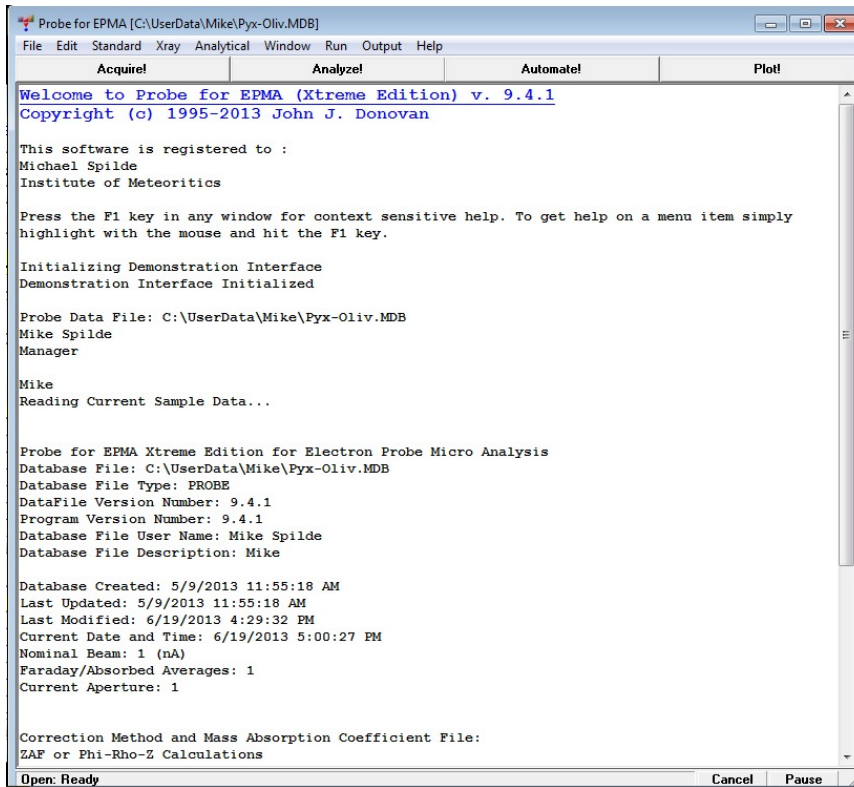 Probe for EPMA [C:\UserData\Mike\Pyx-Oliv.MDB]
File Edit Standard Xray Analytical Window Run Output Help
Acquire! Analyze! Automate! Plot!
Welcome to Probe for EPMA (Xtreme Edition) v. 9.4.1
Copyright (c) 1995-2013 John J. Donovan
This software is registered to :
Michael Spilde
Institute of Meteoritics
Press the F1 key in any window for context sensitive help. To get help on a menu item simply
highlight with the mouse and hit the F1 key.
Initializing Demonstration Interface
Demonstration Interface Initialized
Probe Data File: C:\UserData\Mike\Pyx-Oliv.MDB
Mike Spilde
Manager
Mike
Reading Current Sample Data...
Probe for EPMA Xtreme Edition for Electron Probe Micro Analysis
Database File: C:\UserData\Mike\Pyx-Oliv.MDB
Database File Type: PROBE
DataFile Version Number: 9.4.1
Program Version Number: 9.4.1
Database File User Name: Mike Spilde
Database File Description: Mike
Database Created: 5/9/2013 11:55:18 AM
Last Updated: 5/9/2013 11:55:18 AM
Last Modified: 6/19/2013 4:29:32 PM
Current Date and Time: 6/19/2013 5:00:27 PM
Nominal Beam: 1 (nA)
Faraday/Absorbed Averages: 1
Current Aperture: 1
Correction Method and Mass Absorption Coefficient File:
ZAF or Phi-Rho-Z Calculations
Open: Ready Cancel Pause